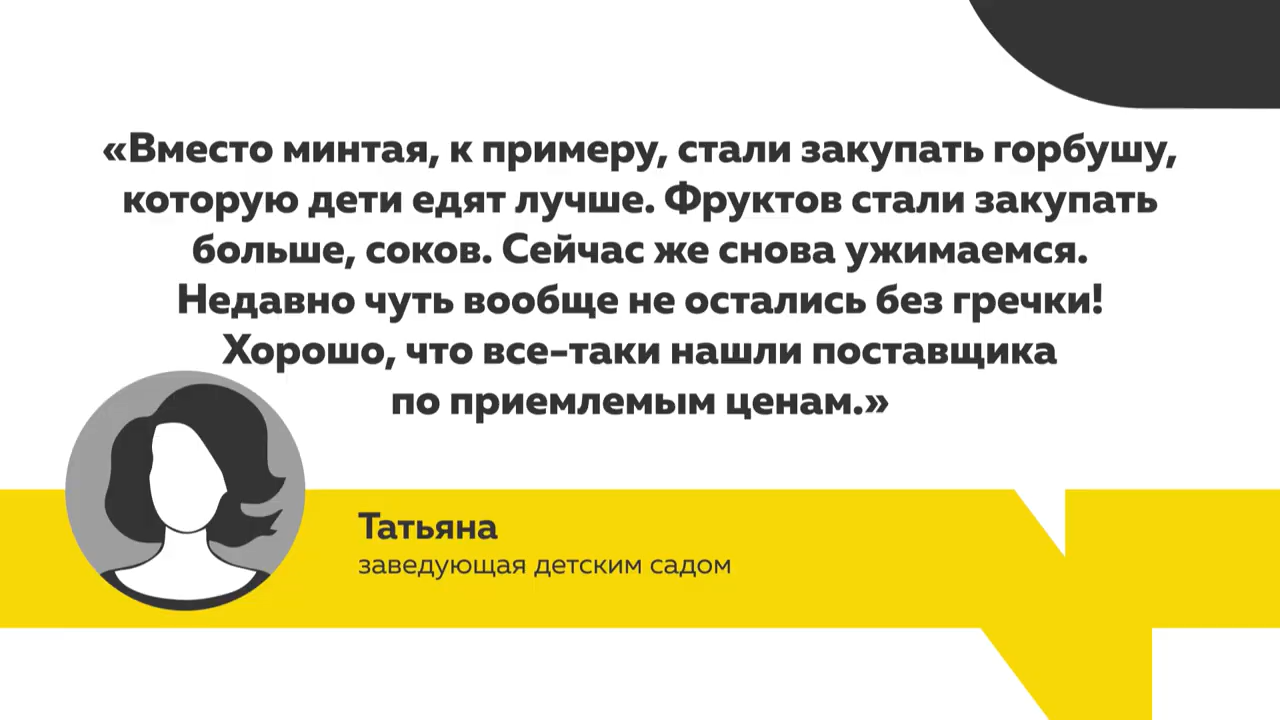 «Вместо минтая, к примеру, стали закупать горбушу,
которую дети едят лучше. Фруктов стали закупать
больше, соков. Сейчас же снова ужимаемся.
Недавно чуть вообще не остались без гречки!
Хорошо, что все-таки нашли поставщика
по приемлемым ценам.»
Татьяна
заведующая детским садом